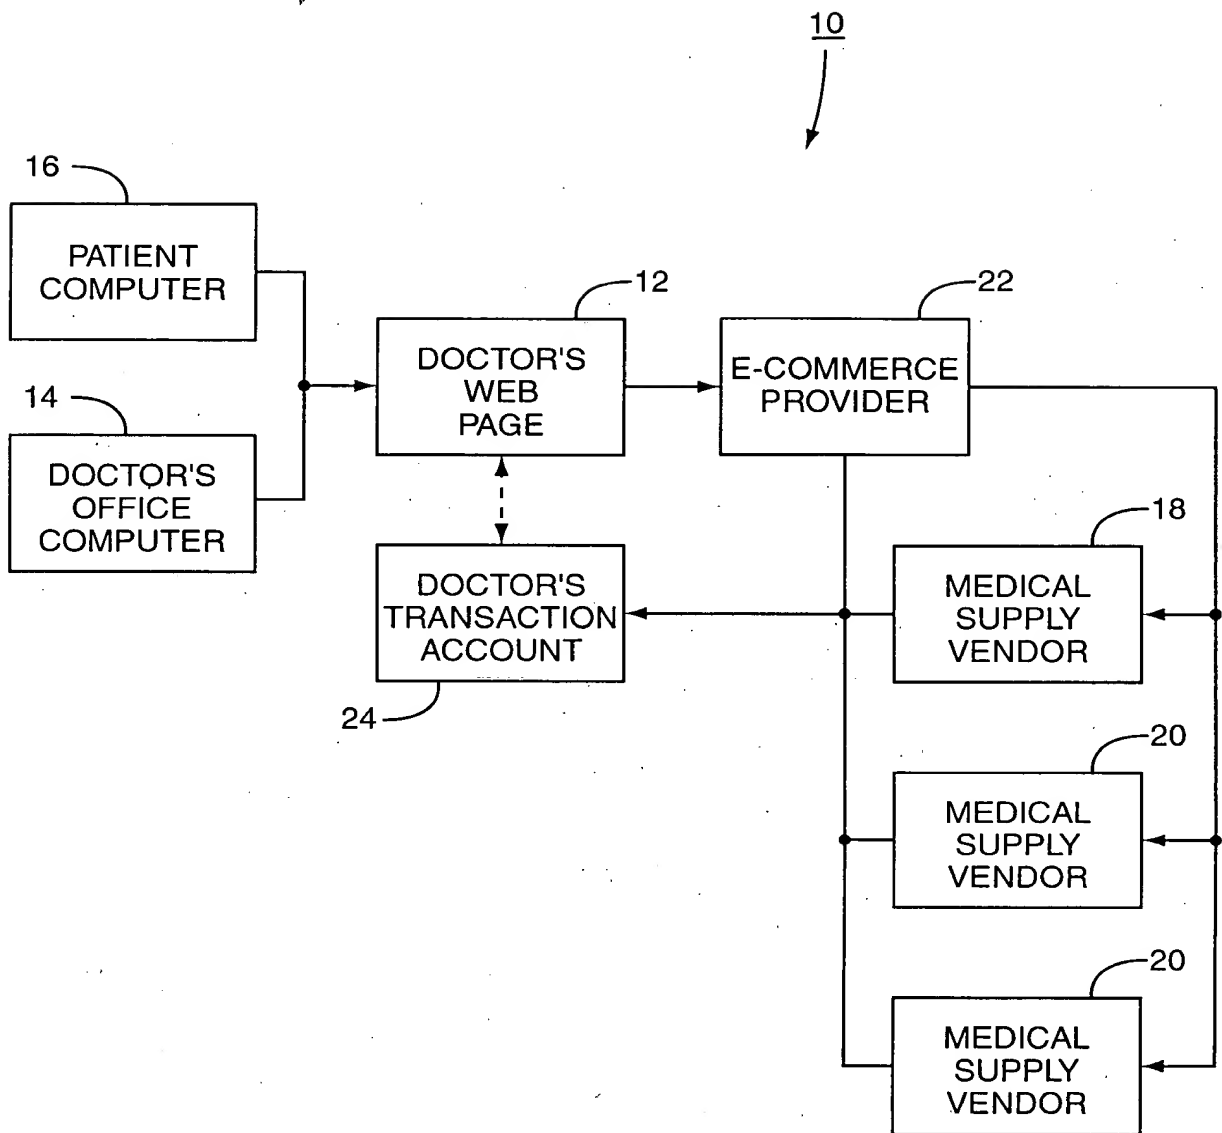 10
16
PATIENT
COMPUTER
14
DOCTOR'S
OFFICE
COMPUTER
12
DOCTOR'S
WEB
PAGE
22
E-COMMERCE
PROVIDER
DOCTOR'S
TRANSACTION
ACCOUNT
24
18
MEDICAL
SUPPLY
VENDOR
20
MEDICAL
SUPPLY
VENDOR
20
MEDICAL
SUPPLY
VENDOR